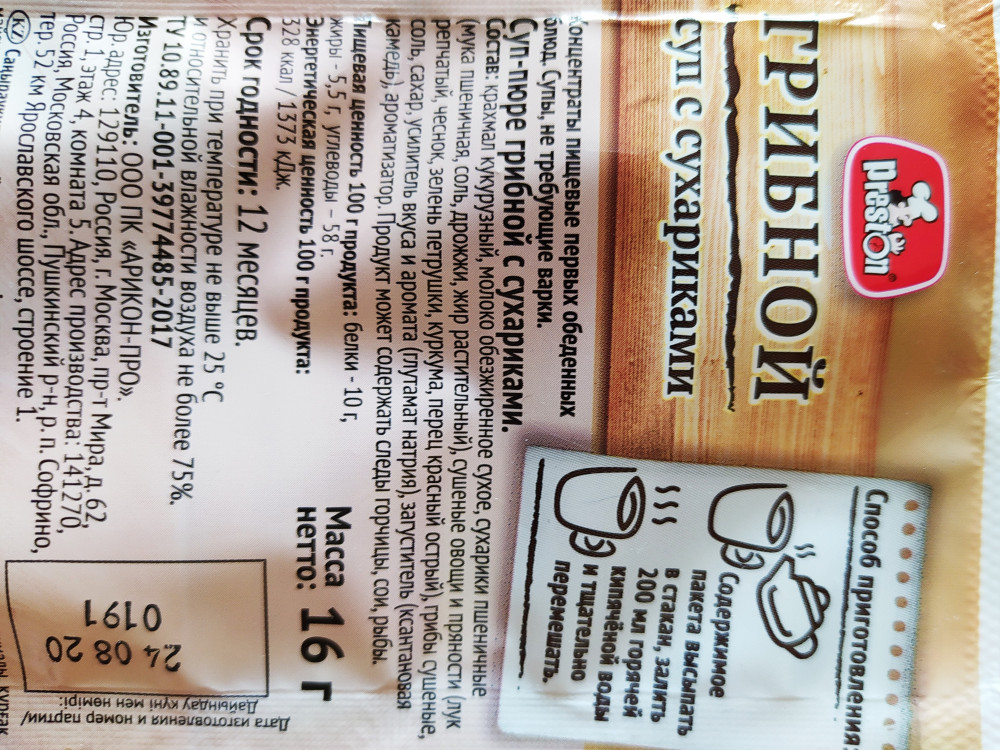 preston
ГРИБНОЙ
СУП С СУХАРИКАМИ
Способ приготовления
Содержимое
пакета высыпать
в стакан, залить
200 мл горячей
кипячёной воды
и тщательно
перемешать.
Концентраты пищевые первых обеденных
блюд. Супы, не требующие варки.
Суп-пюре грибной с сухариками.
Состав: крахмал кукурузный, молоко обезжиренное сухое, сухарики пшеничные
(мука пшеничная, соль, дрожжи, жир растительный), сушеные овощи и пряности (лук
репчатый, чеснок, зелень петрушки, куркума, перец красный острый), грибы сушеные,
соль, сахар, усилитель вкуса и аромата (глутамат натрия), загуститель (ксантановая
камедь), ароматизатор. Продукт может содержать следы горчицы, сои, рыбы.
Пищевая ценность 100 г продукта: белки - 10 г,
жиры - 5,5 г, углеводы – 58 г.
Энергетическая ценность 100 г продукта:
328 ккал / 1373 кДж.
Масса
нетто: 16 г
Срок годности: 12 месяцев.
Хранить при температуре не выше 25 °С
и относительной влажности воздуха не более 75%.
ТУ 10.89.11-001-39774485-2017
Изготовитель: ООО ПК «АРИКОН-ПРО».
Юр. адрес: 129110, Россия, г. Москва, пр-т Мира, д. 62,
стр. 1, этаж 4, комната 5. Адрес производства: 141270,
Россия, Московская обл., Пушкинский р-н, р. п. Софрино,
тер. 52 км Ярославского шоссе, строение 1.
KZ
Дата изготовления и номер партии/
Дайындау күні мен нөмірі:
24 08 20
0191